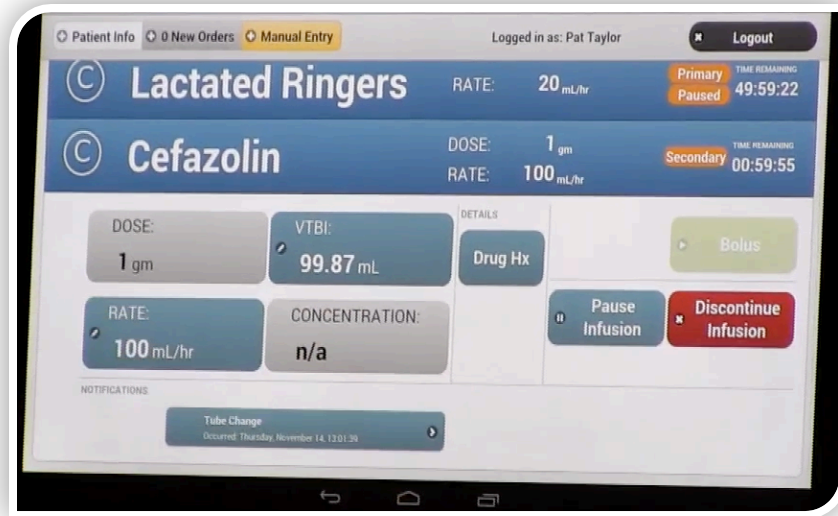 Patient Info 0 New Orders Manual Entry Logged in as: Pat Taylor Logout
C Lactated Ringers RATE: 20 mL/hr Primary Paused TIME REMAINING 49:59:22
C Cefazolin DOSE: 1 gm Secondary TIME REMAINING 00:59:55
RATE: 100 mL/hr
DOSE:
1 gm
VTBI:
99.87 mL
DETAILS
Drug Hx
Bolus
RATE:
100 mL/hr
CONCENTRATION:
n/a
Pause
Infusion
Discontinue
Infusion
NOTIFICATIONS
Tube Change
Occurred: Thursday, November 14, 13:01:39